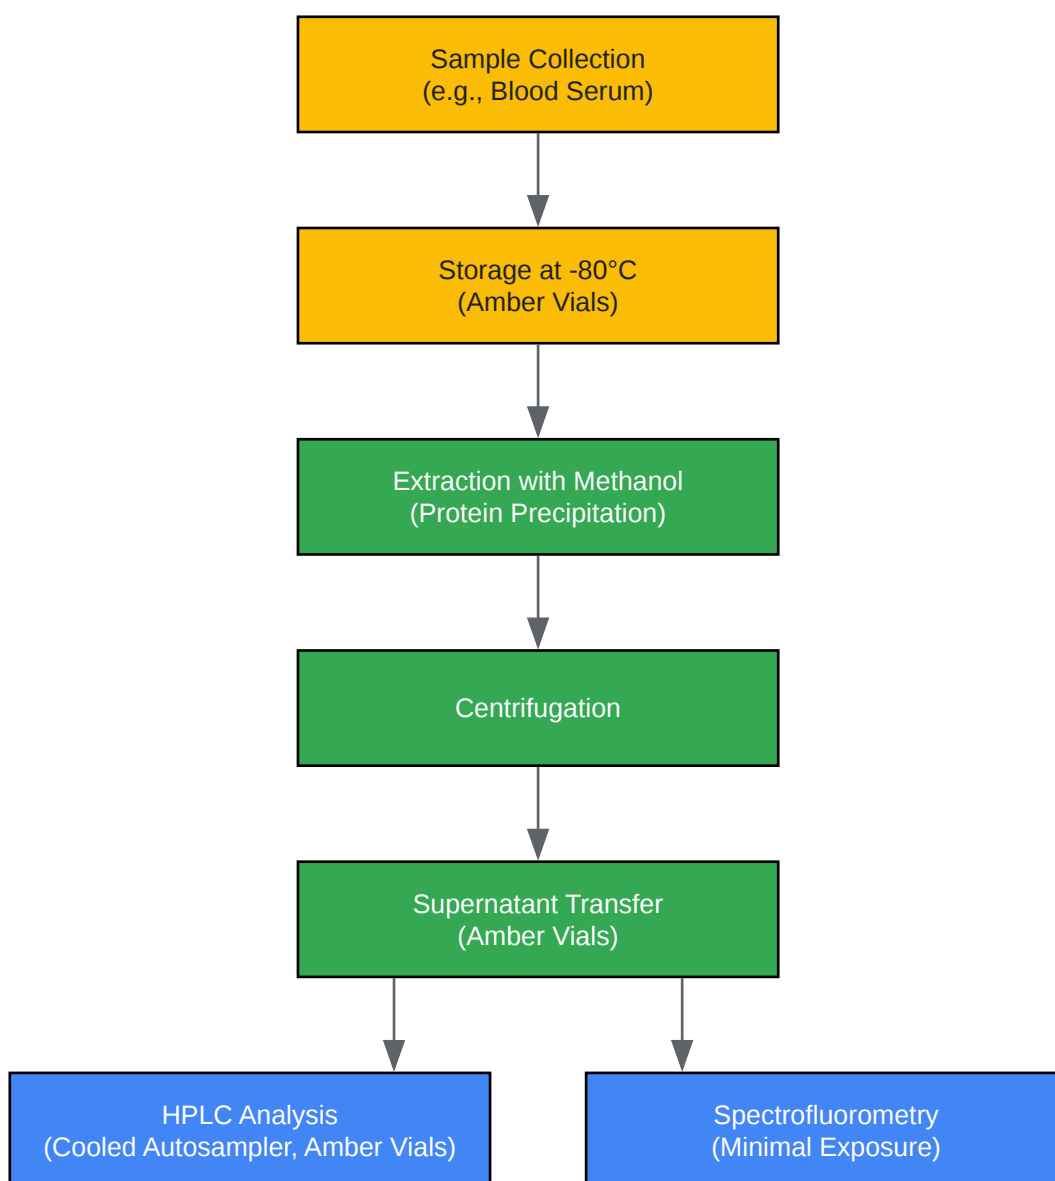 Sample Collection
(e.g., Blood Serum)
Storage at -80°C
(Amber Vials)
Extraction with Methanol
(Protein Precipitation)
Centrifugation
Supernatant Transfer
(Amber Vials)
HPLC Analysis
(Cooled Autosampler, Amber Vials)
Spectrofluorometry
(Minimal Exposure)